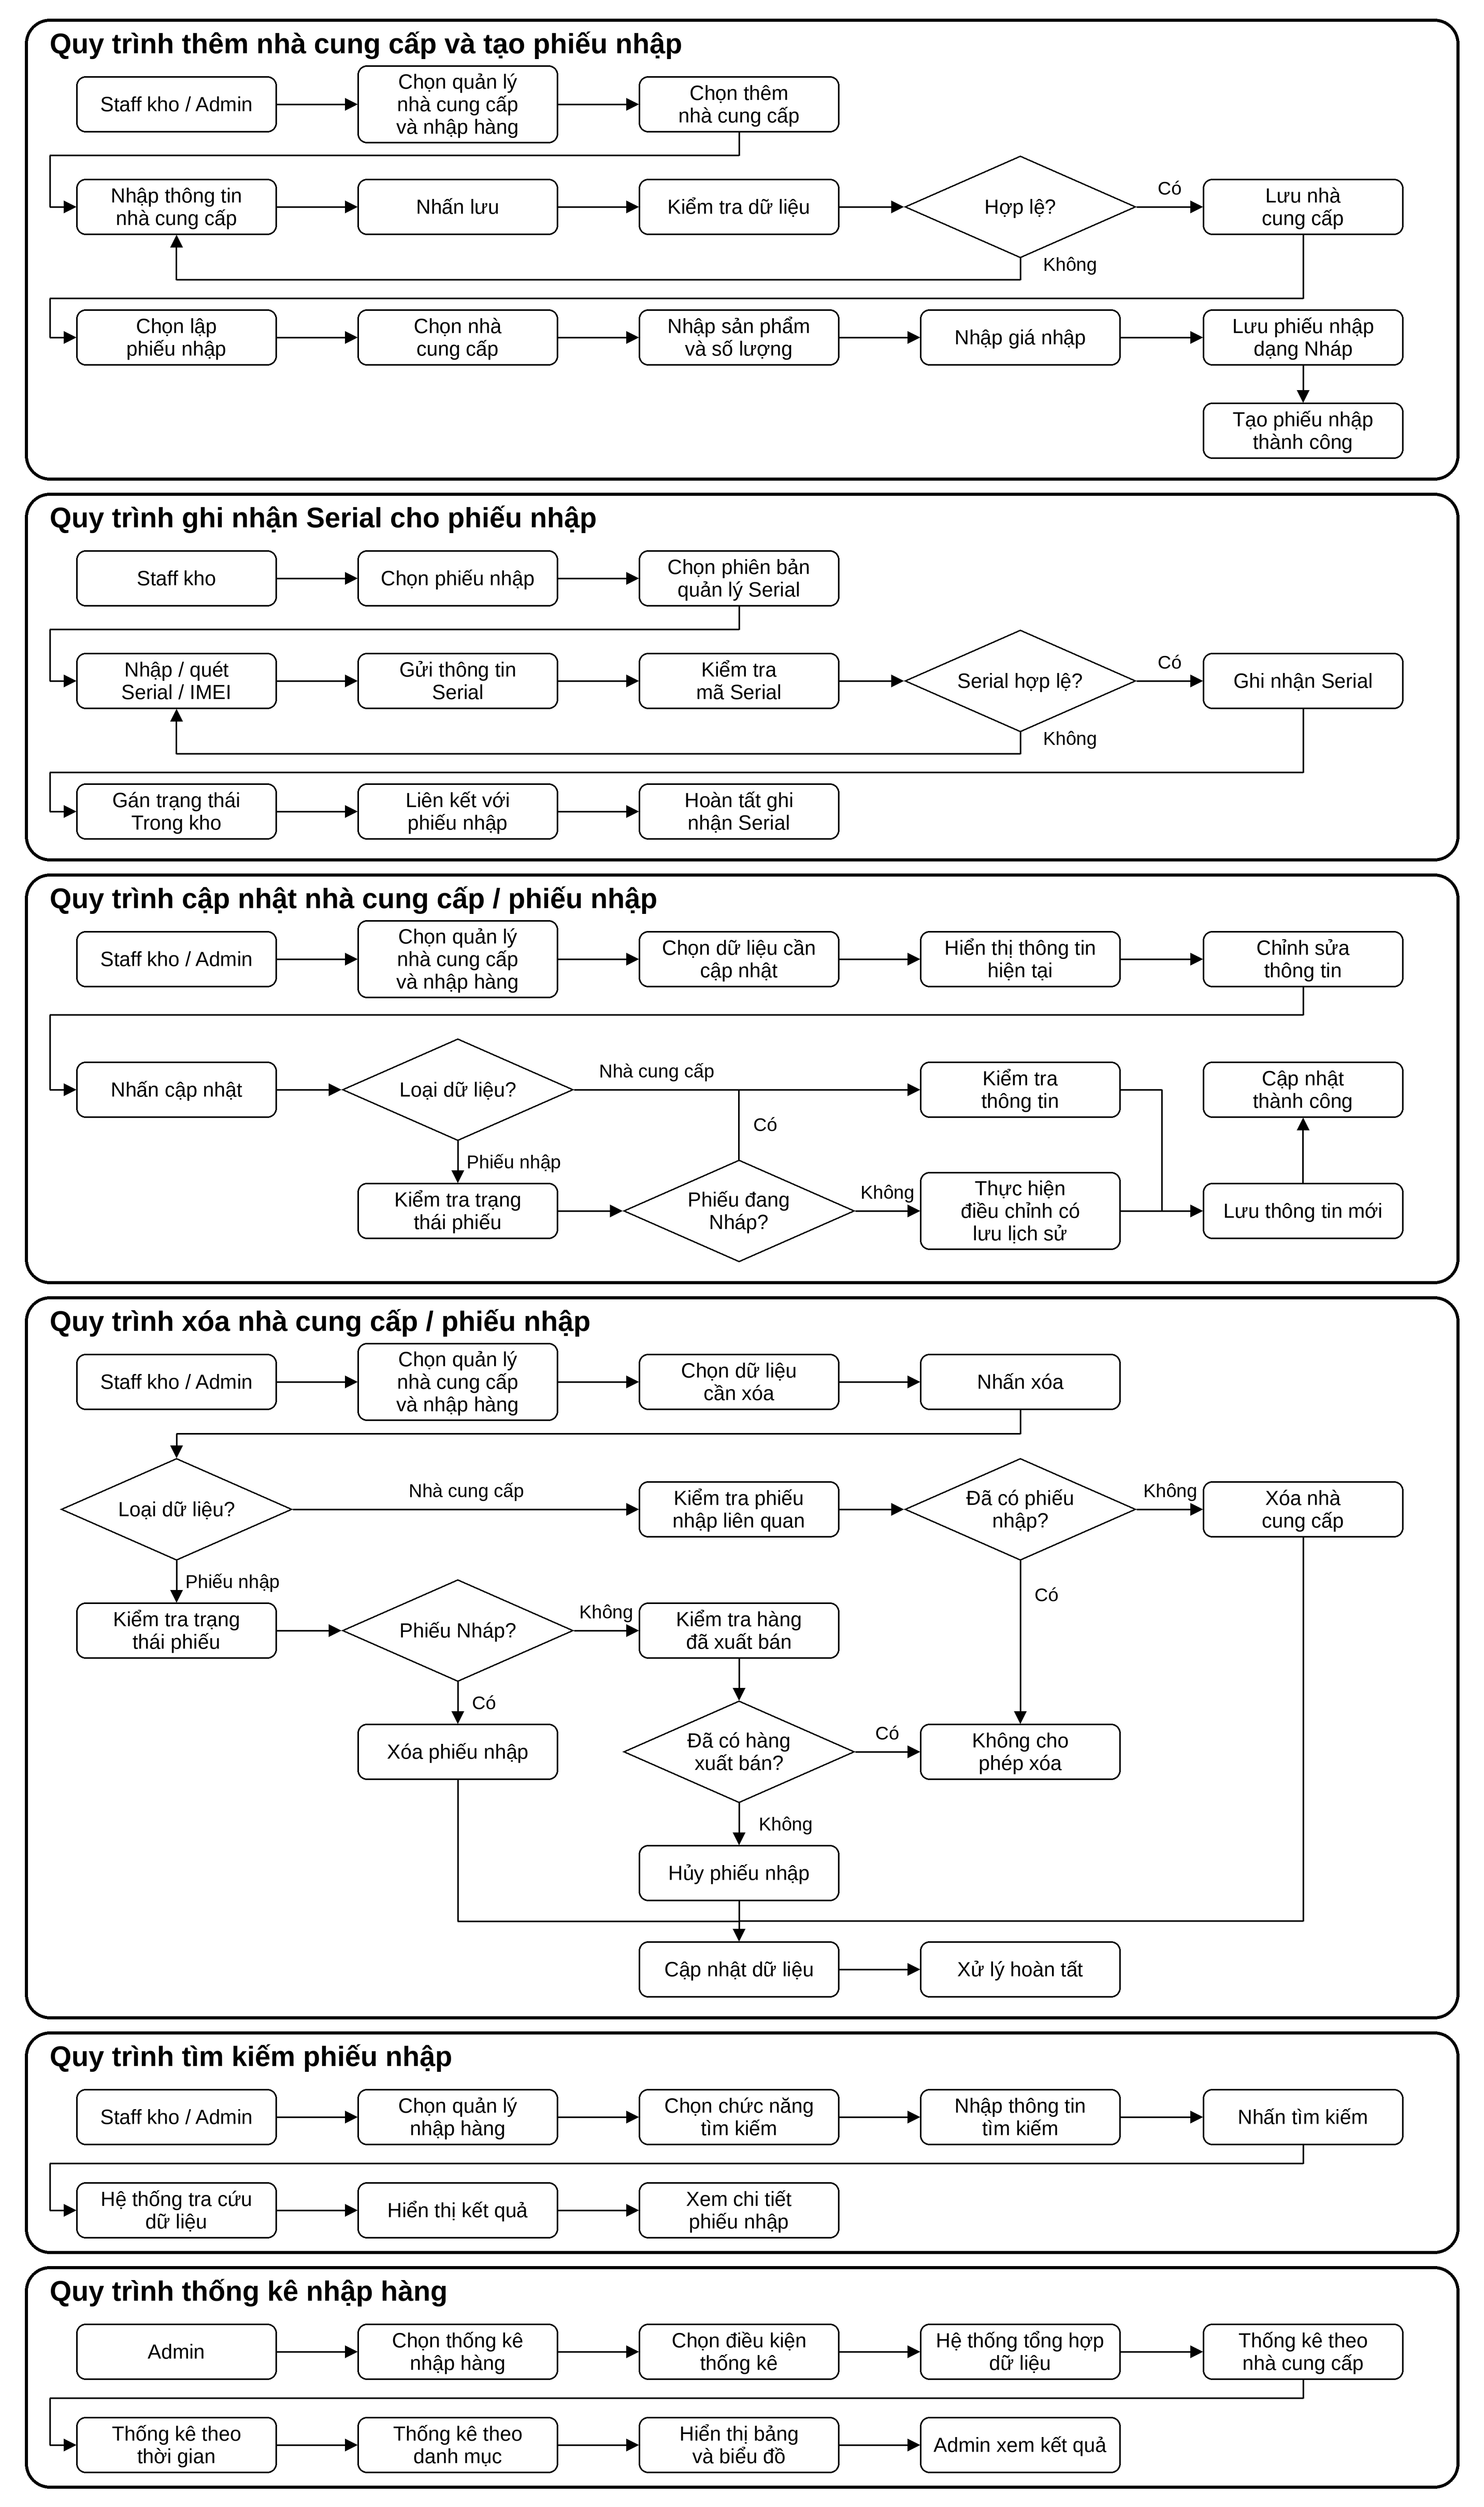 Quy trình thêm nhà cung cấp và tạo phiếu nhập
Staff kho / Admin
Chọn quản lý
nhà cung cấp
và nhập hàng
Chọn thêm
nhà cung cấp
Nhập thông tin
nhà cung cấp
Nhấn lưu
Kiểm tra dữ liệu
Hợp lệ?
Có
Lưu nhà
cung cấp
Không
Chọn lập
phiếu nhập
Chọn nhà
cung cấp
Nhập sản phẩm
và số lượng
Nhập giá nhập
Lưu phiếu nhập
dạng Nháp
Tạo phiếu nhập
thành công
Quy trình ghi nhận Serial cho phiếu nhập
Staff kho
Chọn phiếu nhập
Chọn phiên bản
quản lý Serial
Nhập / quét
Serial / IMEI
Gửi thông tin
Serial
Kiểm tra
mã Serial
Serial hợp lệ?
Có
Ghi nhận Serial
Không
Gán trạng thái
Trong kho
Liên kết với
phiếu nhập
Hoàn tất ghi
nhận Serial
Quy trình cập nhật nhà cung cấp / phiếu nhập
Staff kho / Admin
Chọn quản lý
nhà cung cấp
và nhập hàng
Chọn dữ liệu cần
cập nhật
Hiển thị thông tin
hiện tại
Chỉnh sửa
thông tin
Nhấn cập nhật
Loại dữ liệu?
Nhà cung cấp
Kiểm tra
thông tin
Cập nhật
thành công
Có
Phiếu nhập
Kiểm tra trạng
thái phiếu
Phiếu đang
Nháp?
Không
Thực hiện
điều chỉnh có
lưu lịch sử
Lưu thông tin mới
Quy trình xóa nhà cung cấp / phiếu nhập
Staff kho / Admin
Chọn quản lý
nhà cung cấp
và nhập hàng
Chọn dữ liệu
cần xóa
Nhấn xóa
Loại dữ liệu?
Nhà cung cấp
Kiểm tra phiếu
nhập liên quan
Đã có phiếu
nhập?
Không
Xóa nhà
cung cấp
Phiếu nhập
Có
Kiểm tra trạng
thái phiếu
Phiếu Nháp?
Không
Kiểm tra hàng
đã xuất bán
Có
Xóa phiếu nhập
Đã có hàng
xuất bán?
Có
Không cho
phép xóa
Không
Hủy phiếu nhập
Cập nhật dữ liệu
Xử lý hoàn tất
Quy trình tìm kiếm phiếu nhập
Staff kho / Admin
Chọn quản lý
nhập hàng
Chọn chức năng
tìm kiếm
Nhập thông tin
tìm kiếm
Nhấn tìm kiếm
Hệ thống tra cứu
dữ liệu
Hiển thị kết quả
Xem chi tiết
phiếu nhập
Quy trình thống kê nhập hàng
Admin
Chọn thống kê
nhập hàng
Chọn điều kiện
thống kê
Hệ thống tổng hợp
dữ liệu
Thống kê theo
nhà cung cấp
Thống kê theo
thời gian
Thống kê theo
danh mục
Hiển thị bảng
và biểu đồ
Admin xem kết quả